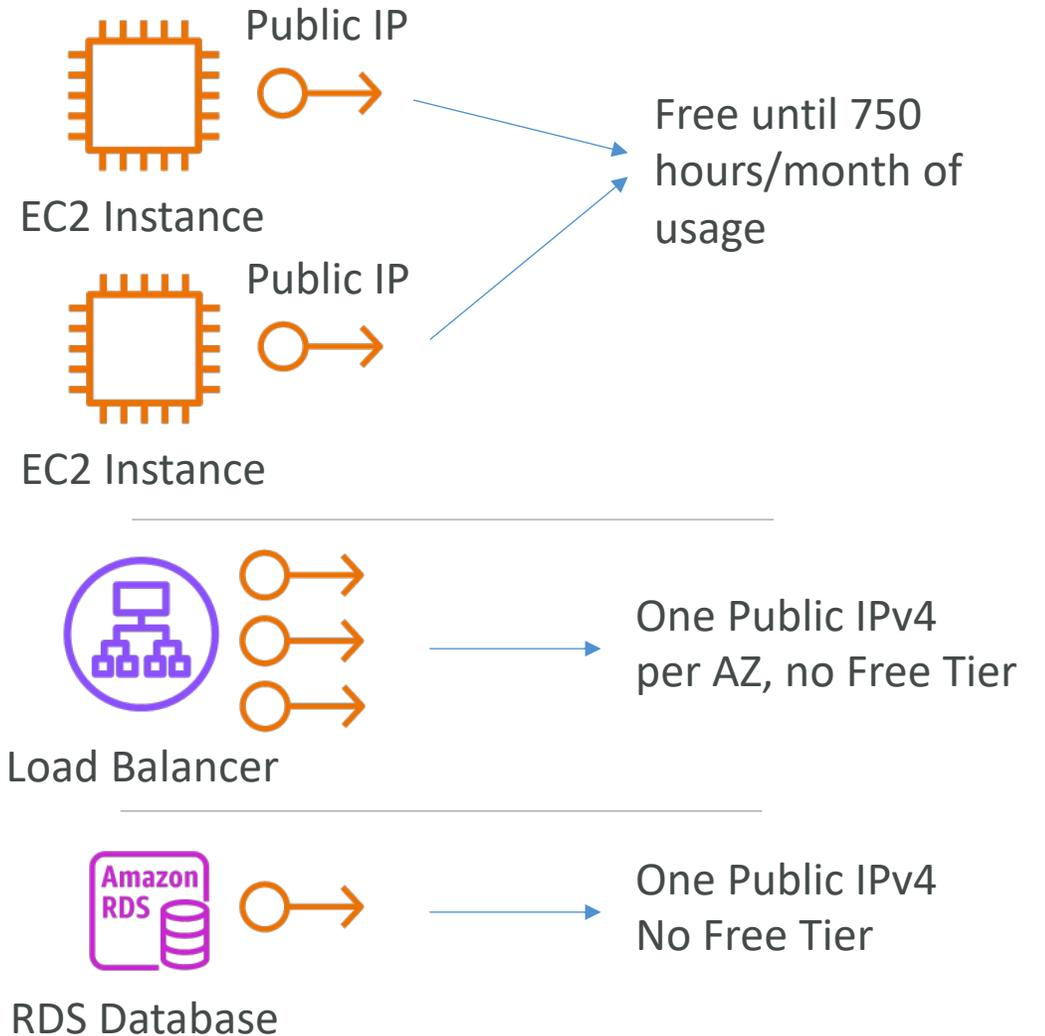 Public IP
EC2 Instance
Free until 750
hours/month of
usage
Public IP
EC2 Instance
Load Balancer
One Public IPv4
per AZ, no Free Tier
Amazon
RDS
RDS Database
One Public IPv4
No Free Tier